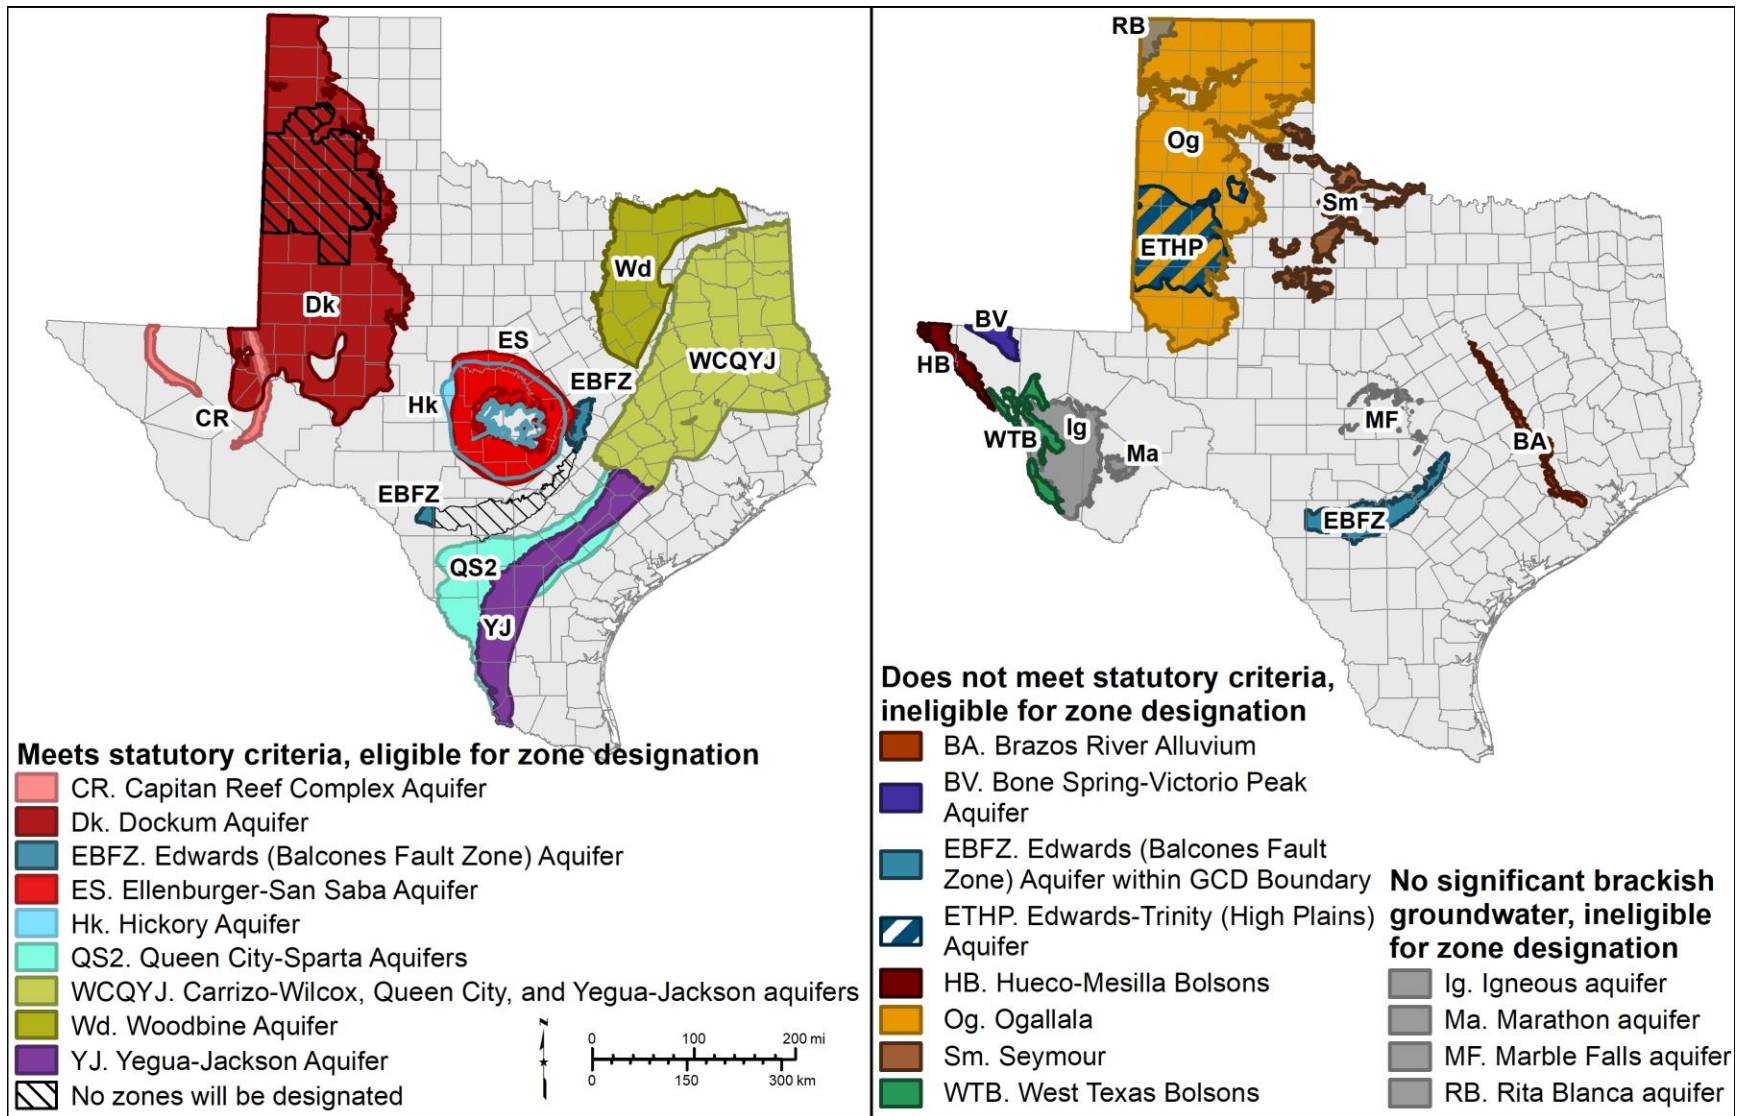 Dk
CR
ES
Hk
EBFZ
EBFZ
Wd
WCQYJ
QS2
YJ
Meets statutory criteria, eligible for zone designation
CR. Capitan Reef Complex Aquifer
Dk. Dockum Aquifer
EBFZ. Edwards (Balcones Fault Zone) Aquifer
ES. Ellenburger-San Saba Aquifer
Hk. Hickory Aquifer
QS2. Queen City-Sparta Aquifers
WCQYJ. Carrizo-Wilcox, Queen City, and Yegua-Jackson aquifers
Wd. Woodbine Aquifer
YJ. Yegua-Jackson Aquifer
No zones will be designated
N
0 100 200 mi
0 150 300 km
RB
Og
Sm
ETHP
BV
HB
WTB
Ig
Ma
MF
BA
EBFZ
Does not meet statutory criteria,
ineligible for zone designation
BA. Brazos River Alluvium
BV. Bone Spring-Victorio Peak
Aquifer
EBFZ. Edwards (Balcones Fault
Zone) Aquifer within GCD Boundary
ETHP. Edwards-Trinity (High Plains)
Aquifer
HB. Hueco-Mesilla Bolsons
Og. Ogallala
Sm. Seymour
WTB. West Texas Bolsons
No significant brackish
groundwater, ineligible
for zone designation
Ig. Igneous aquifer
Ma. Marathon aquifer
MF. Marble Falls aquifer
RB. Rita Blanca aquifer